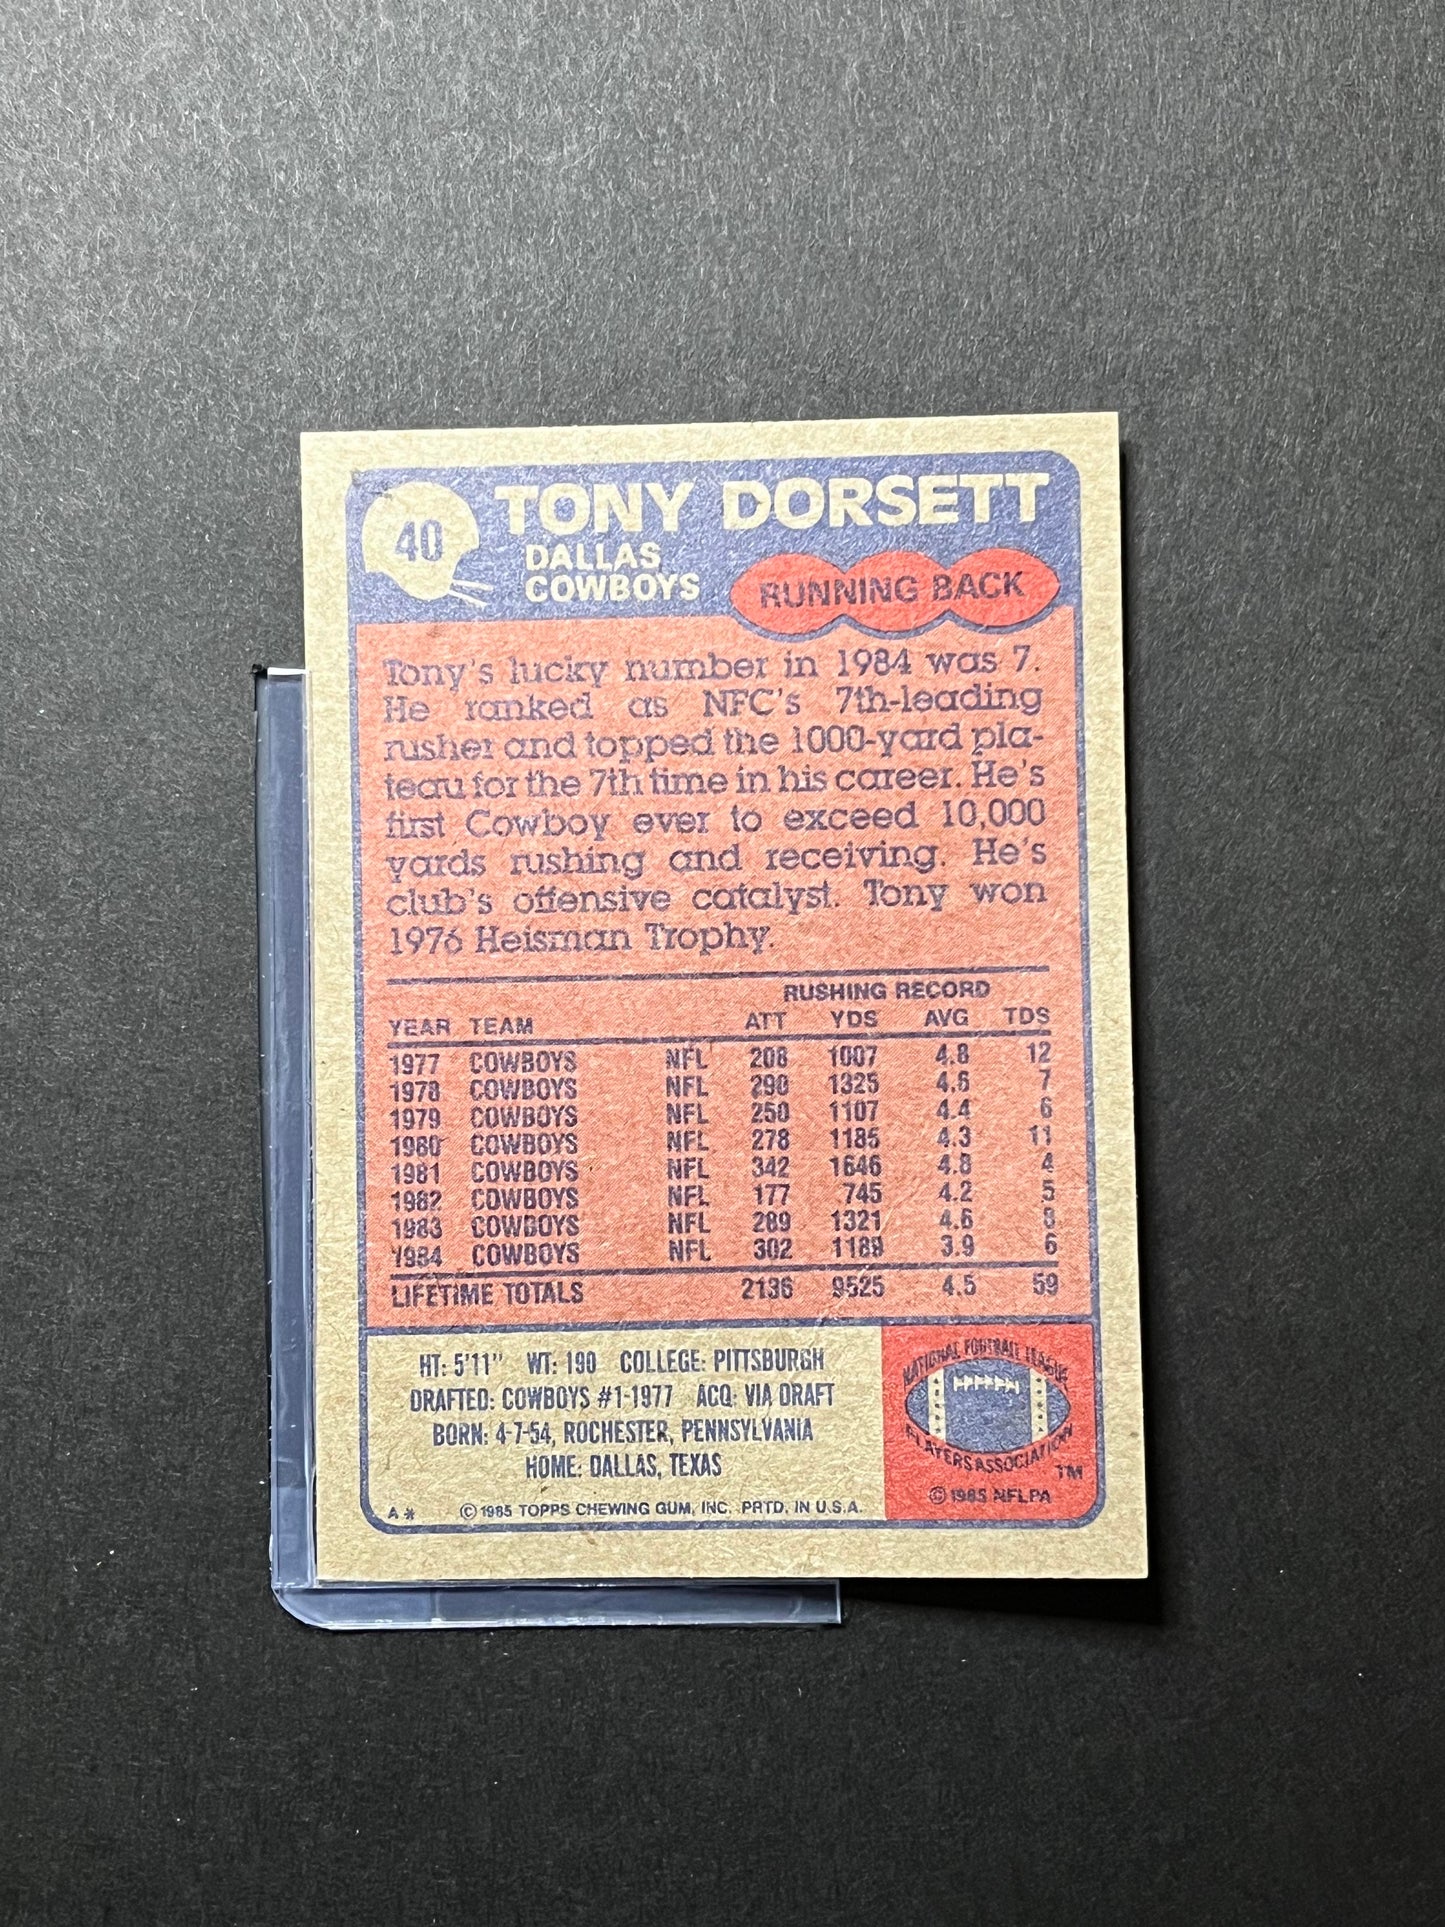 40
TONY DORSETT
DALLAS
COWBOYS
RUNNING BACK
Tony's lucky number in 1984 was 7.
He ranked as NFC's 7th-leading
rusher and topped the 1000-yard pla-
teau for the 7th time in his career. He's
first Cowboy ever to exceed 10,000
yards rushing and receiving. He's
club's offensive catalyst. Tony won
1976 Heisman Trophy.
RUSHING RECORD
YEAR TEAM ATT YDS AVG TDS
1977 COWBOYS NFL 208 1007 4.8 12
1978 COWBOYS NFL 290 1325 4.6 7
1979 COWBOYS NFL 250 1107 4.4 6
1980 COWBOYS NFL 278 1185 4.3 11
1981 COWBOYS NFL 342 1646 4.8 4
1982 COWBOYS NFL 177 745 4.2 5
1983 COWBOYS NFL 289 1321 4.6 8
1984 COWBOYS NFL 302 1189 3.9 6
LIFETIME TOTALS 2136 9525 4.5 59
HT: 5'11" WT: 190 COLLEGE: PITTSBURGH
DRAFTED: COWBOYS #1-1977 ACQ: VIA DRAFT
BORN: 4-7-54, ROCHESTER, PENNSYLVANIA
HOME: DALLAS, TEXAS
A* © 1985 TOPPS CHEWING GUM, INC. PRTD. IN U.S.A.
NATIONAL FOOTBALL LEAGUE
PLAYERS ASSOCIATION
TM
© 1985 NFLPA